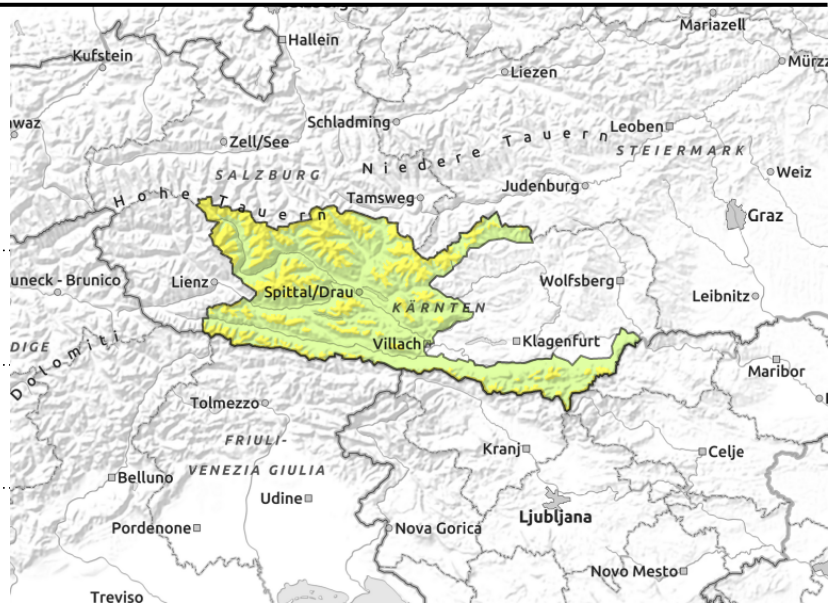 Mariazell
Hallein
Kufstein
Mürzz
Liezen
Schladming
Leoben
Niedere Tauern
STEIERMARK
Zell/See
SALZBURG
Weiz
Judenburg
Hohe Tauern
Tamsweg
Graz
uneck - Brunico
Lienz
Wolfsberg
Spittal/Drau
Leibnitz
KÄRNTEN
Villach
Klagenfurt
DIGE
Dolomiti
Maribor
Tolmezzo
FRIULI-
VENEZIA GIULIA
Kranj
Celje
Belluno
Udine
Ljubljana
Pordenone
Nova Gorica
Novo Mesto
Treviso